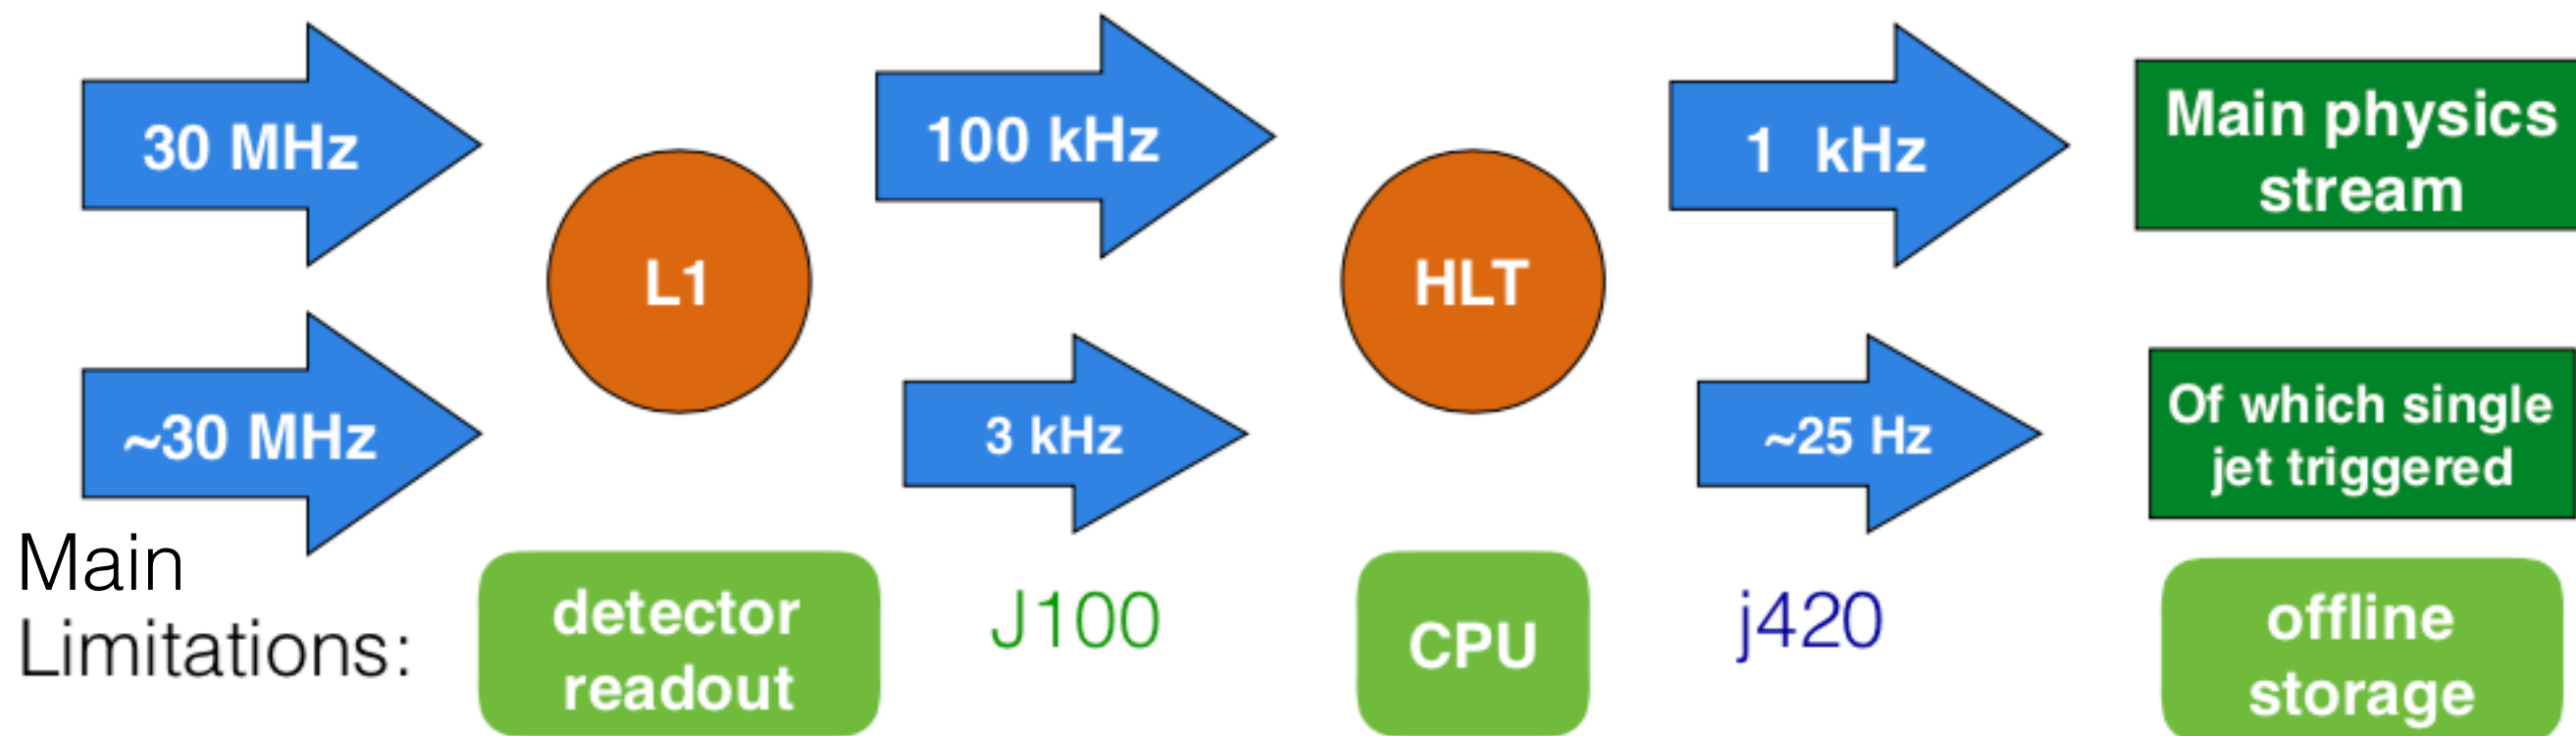 30 MHz
100 kHz
1 kHz
Main physics
stream
L1
HLT
~30 MHz
3 kHz
~25 Hz
Of which single
jet triggered
Main
Limitations:
detector
readout
J100
CPU
j420
offline
storage